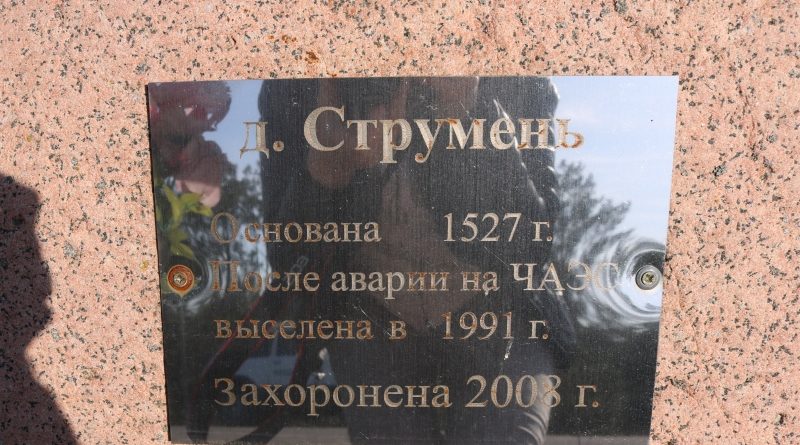 д. Струмень
Основана 1527 г.
После аварии на ЧАЭС
выселена в 1991 г.
Захоронена 2008 г.